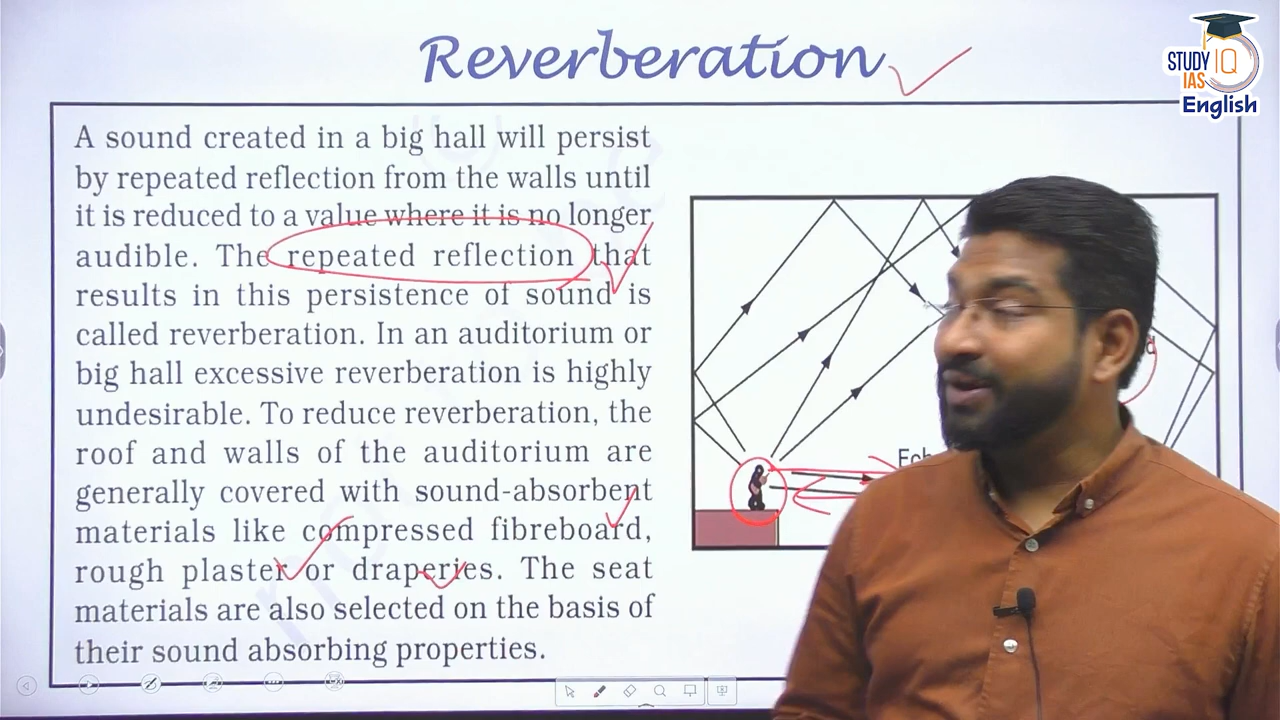 Reverberation
STUDY IQ
IAS
English
A sound created in a big hall will persist
by repeated reflection from the walls until
it is reduced to a value where it is no longer
audible. The repeated reflection that
results in this persistence of sound is
called reverberation. In an auditorium or
big hall excessive reverberation is highly
undesirable. To reduce reverberation, the
roof and walls of the auditorium are
generally covered with sound-absorbent
materials like compressed fibreboard,
rough plaster or draperies. The seat
materials are also selected on the basis of
their sound absorbing properties.